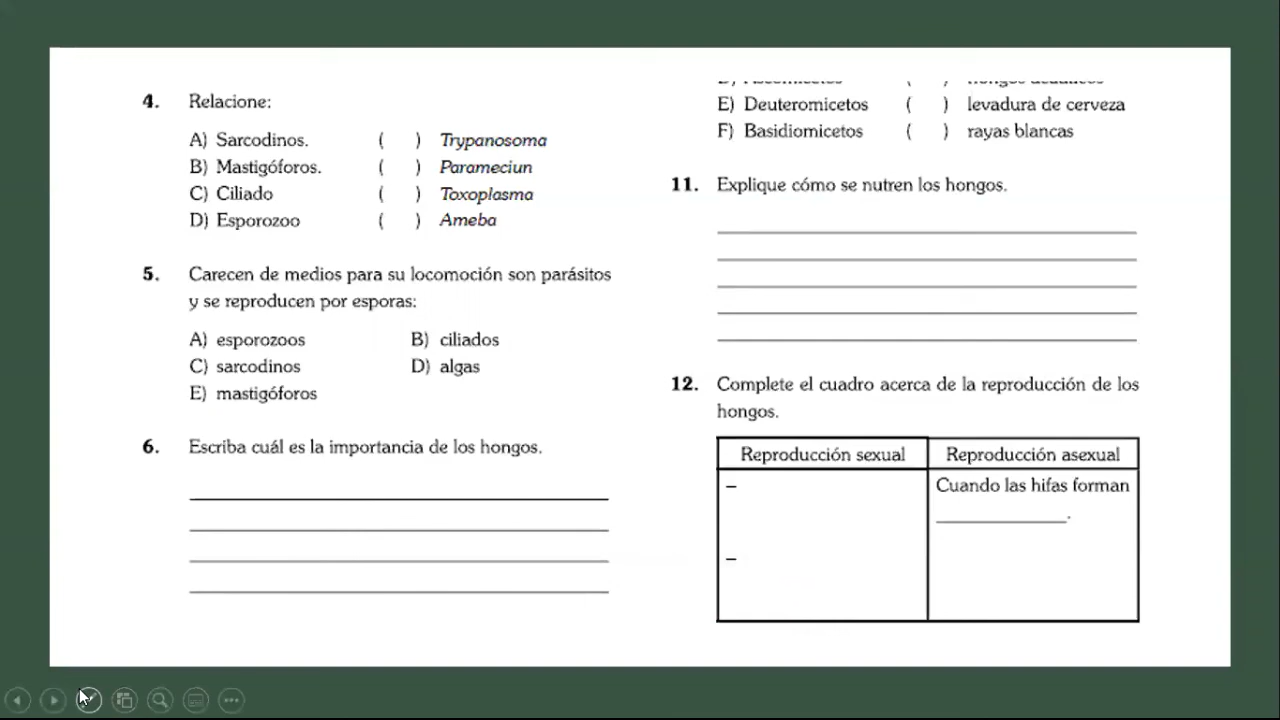 4. Relacione:
A) Sarcodinos. ( ) Trypanosoma
B) Mastigóforos. ( ) Parameciun
C) Ciliado ( ) Toxoplasma
D) Esporozoo ( ) Ameba
5. Carecen de medios para su locomoción son parásitos
y se reproducen por esporas:
A) esporozoos B) ciliados
C) sarcodinos D) algas
E) mastigóforos
6. Escriba cuál es la importancia de los hongos.
E) Deuteromicetos ( ) levadura de cerveza
F) Basidiomicetos ( ) rayas blancas
11. Explique cómo se nutren los hongos.
12. Complete el cuadro acerca de la reproducción de los
hongos.
Reproducción sexual Reproducción asexual
– Cuando las hifas forman
____________.
–